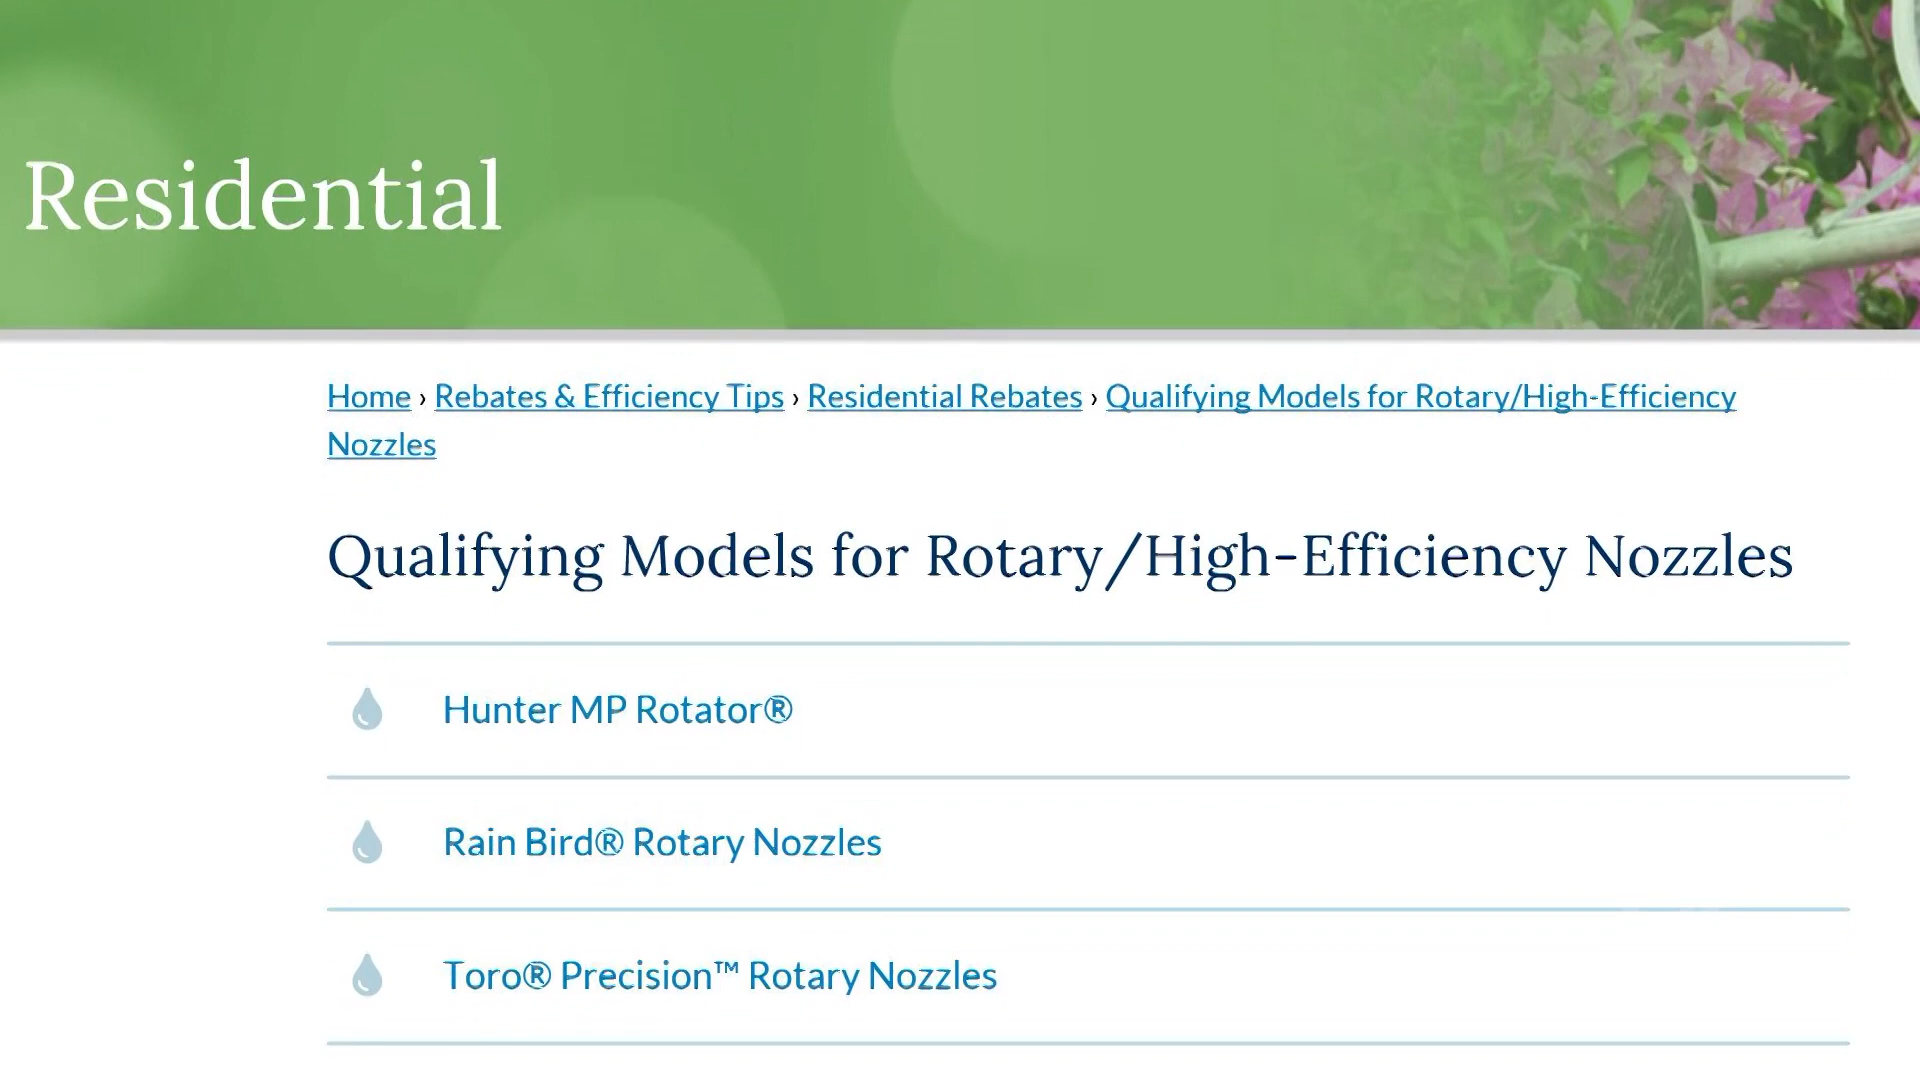 Residential
Home › Rebates & Efficiency Tips › Residential Rebates › Qualifying Models for Rotary/High-Efficiency
Nozzles
Qualifying Models for Rotary/High-Efficiency Nozzles
Hunter MP Rotator®
Rain Bird® Rotary Nozzles
Toro® Precision™ Rotary Nozzles